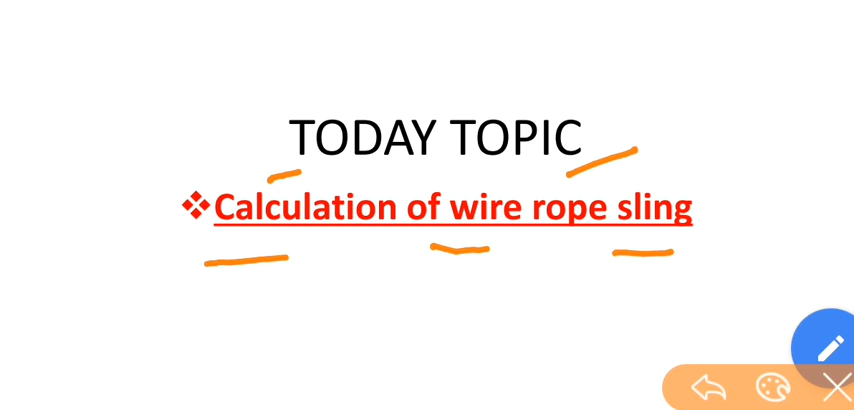 TODAY TOPIC
❖Calculation of wire rope sling